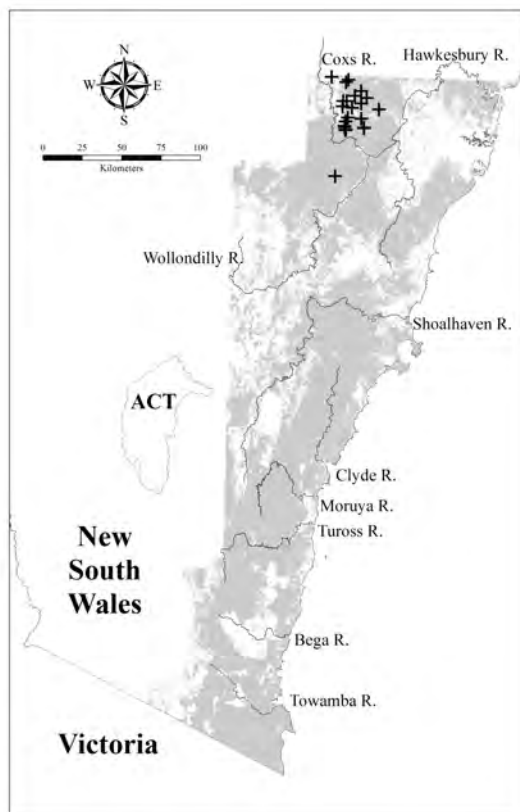 Coxs R.
Hawkesbury R.
N
W E
S
0 25 50 75 100
Kilometers
Wollondilly R.
Shoalhaven R.
ACT
Clyde R.
Moruya R.
Tuross R.
New
South
Wales
Bega R.
Towamba R.
Victoria